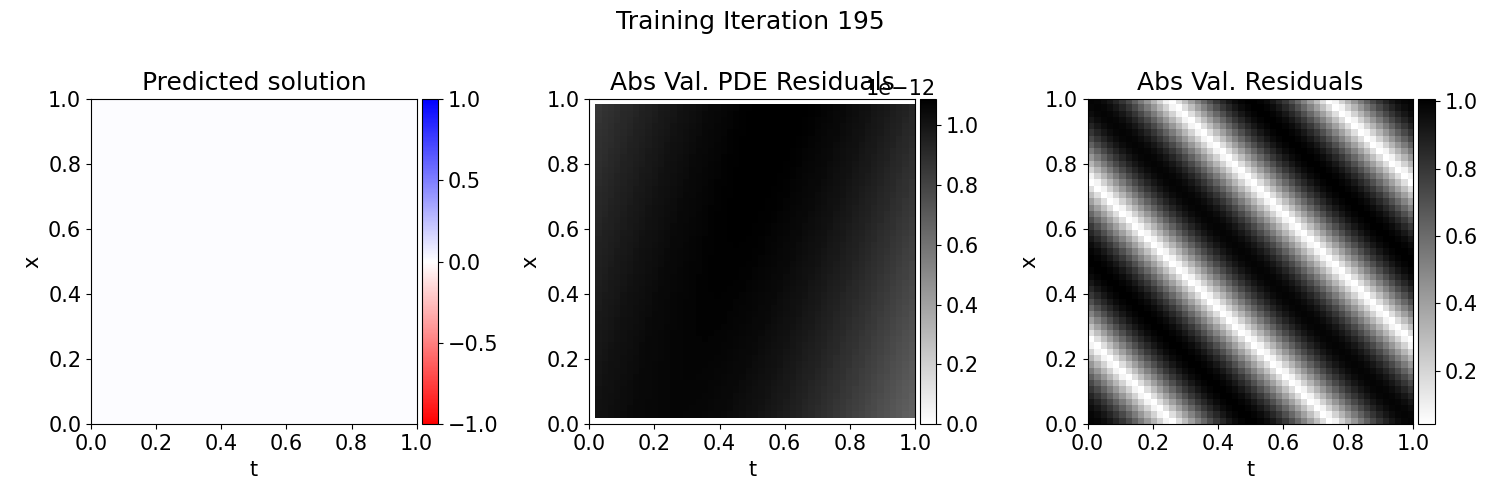 Training Iteration 195
Predicted solution
1.0
0.8
0.6
0.4
0.2
0.0
x
0.0 0.2 0.4 0.6 0.8 1.0
t
1.0
0.5
0.0
−0.5
−1.0
Abs Val. PDE Residuals
1e−12
1.0
0.8
0.6
0.4
0.2
0.0
x
0.0 0.2 0.4 0.6 0.8 1.0
t
1.0
0.8
0.6
0.4
0.2
0.0
Abs Val. Residuals
1.0
0.8
0.6
0.4
0.2
0.0
x
0.0 0.2 0.4 0.6 0.8 1.0
t
1.0
0.8
0.6
0.4
0.2